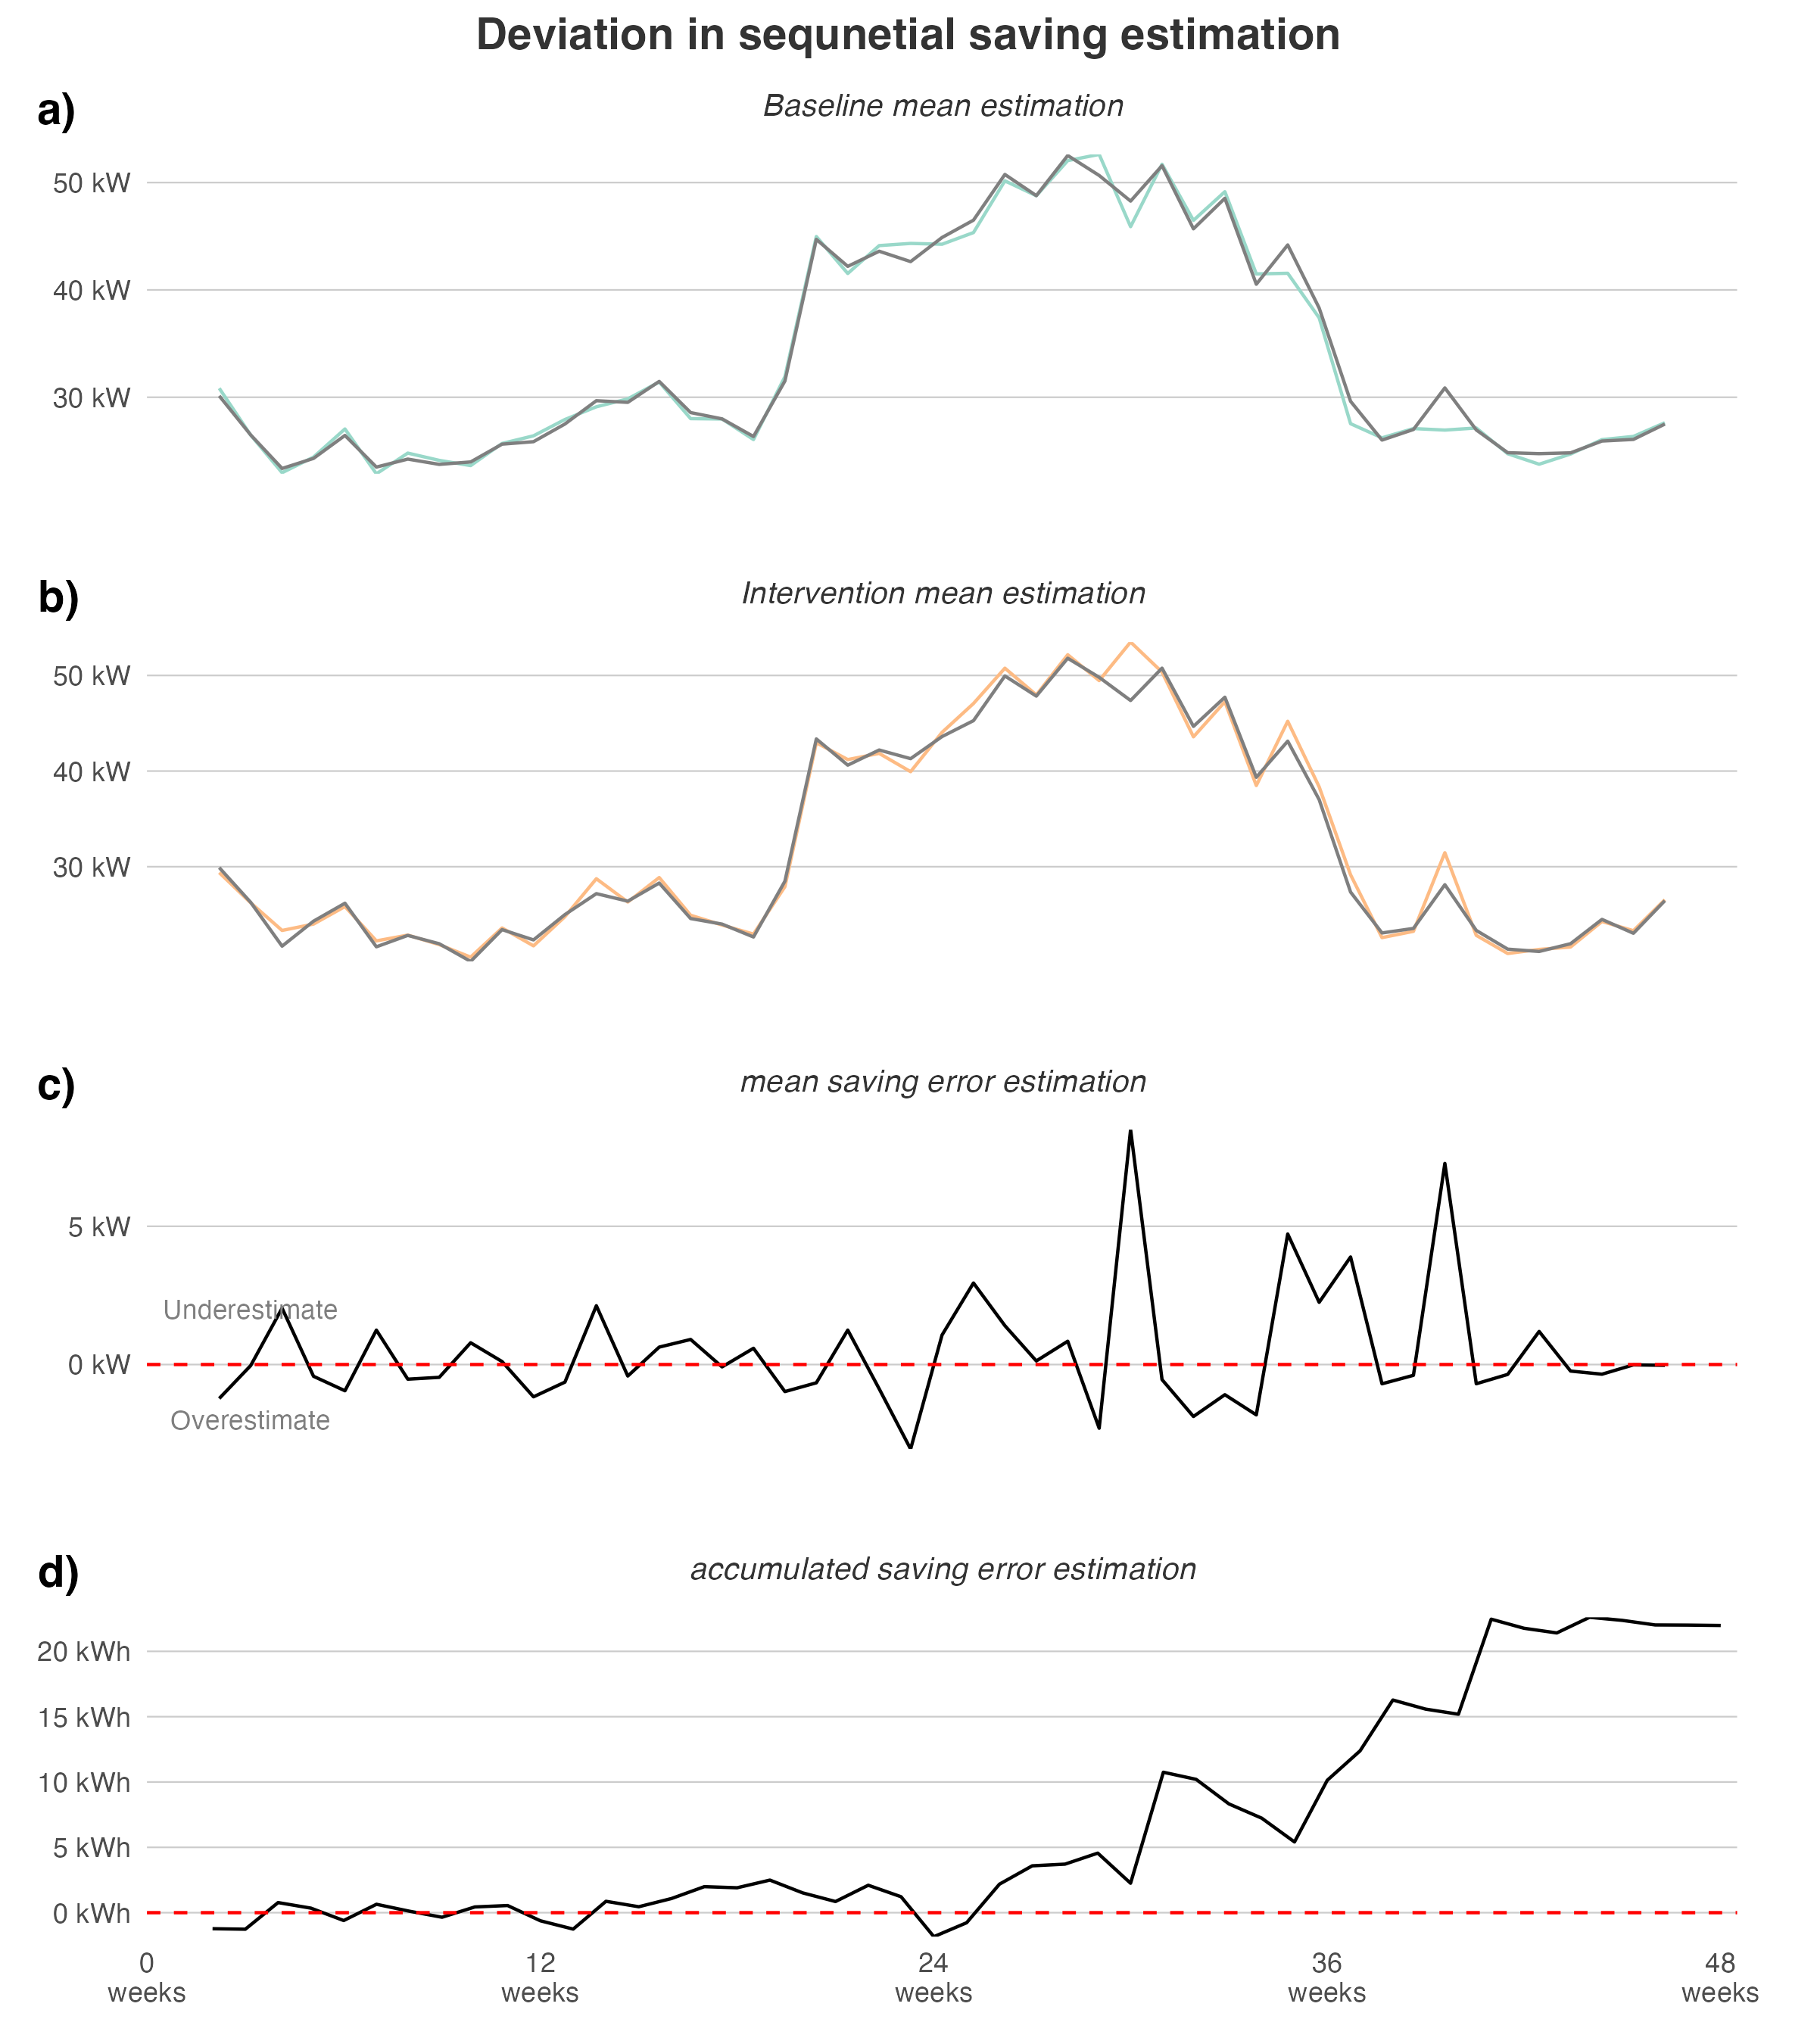 Deviation in sequnetial saving estimation
a)
Baseline mean estimation
50 kW
40 kW
30 kW
b)
Intervention mean estimation
50 kW
40 kW
30 kW
c)
mean saving error estimation
5 kW
Underestimate
0 kW
Overestimate
d)
accumulated saving error estimation
20 kWh
15 kWh
10 kWh
5 kWh
0 kWh
0 12 24 36 48
weeks weeks weeks weeks weeks